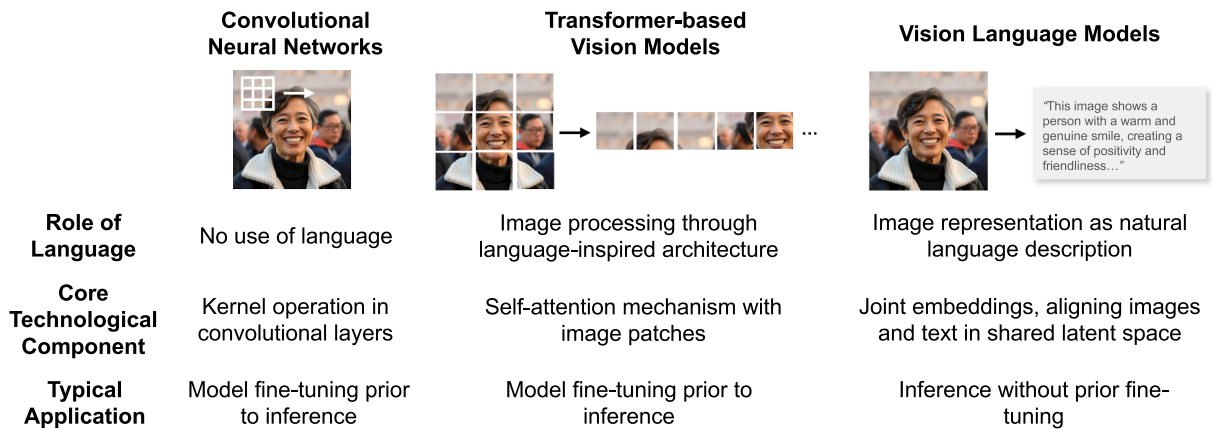 Convolutional
Neural Networks
Transformer-based
Vision Models
Vision Language Models
“This image shows a
person with a warm and
genuine smile, creating a
sense of positivity and
friendliness…”
...
Role of
Language
No use of language
Image processing through
language-inspired architecture
Image representation as natural
language description
Core
Technological
Component
Kernel operation in
convolutional layers
Self-attention mechanism with
image patches
Joint embeddings, aligning images
and text in shared latent space
Typical
Application
Model fine-tuning prior
to inference
Model fine-tuning prior to
inference
Inference without prior fine-
tuning